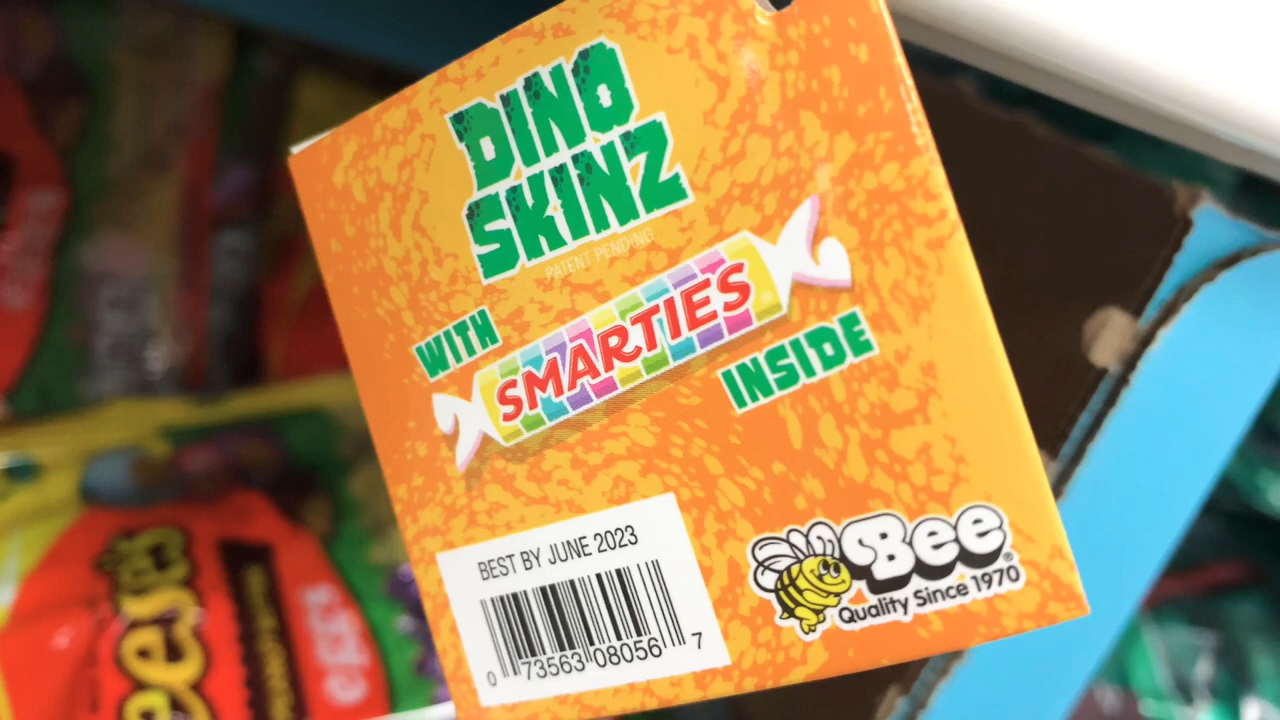 DINO
SKINZ
PATENT PENDING
WITH
SMARTIES
INSIDE
BEST BY JUNE 2023
0 73563 08056 7
Bee®
Quality Since 1970